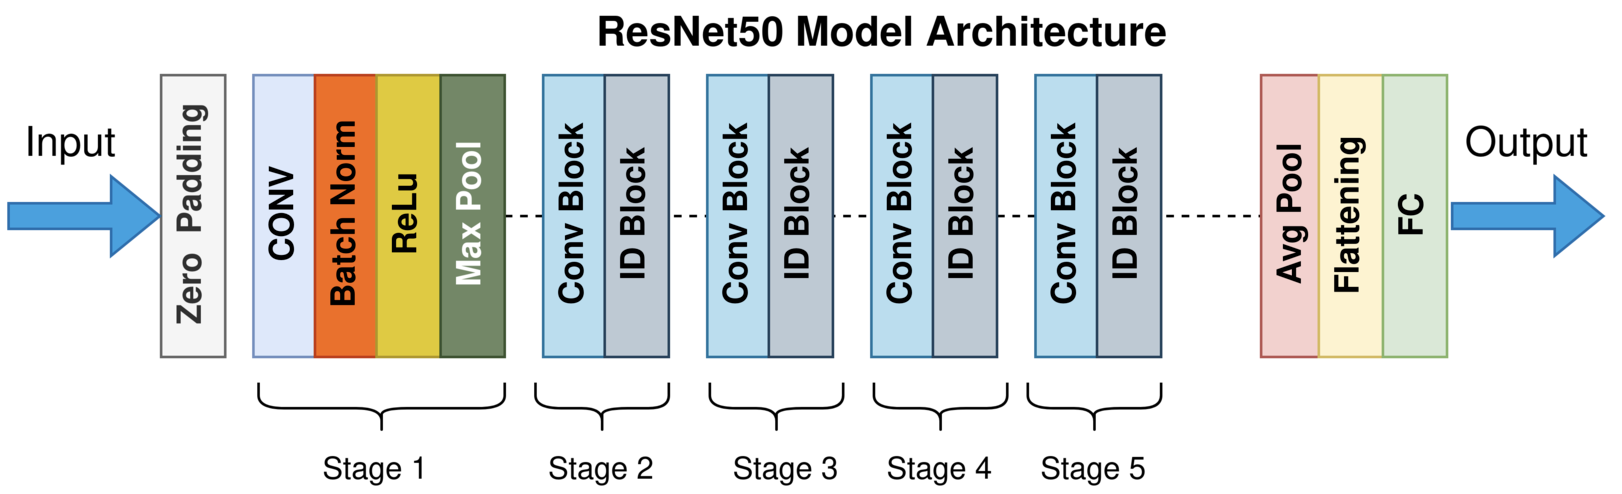 ResNet50 Model Architecture
Input
Zero Padding
CONV
Batch Norm
ReLu
Max Pool
Conv Block
ID Block
Conv Block
ID Block
Conv Block
ID Block
Conv Block
ID Block
Avg Pool
Flattening
FC
Output
Stage 1
Stage 2
Stage 3
Stage 4
Stage 5